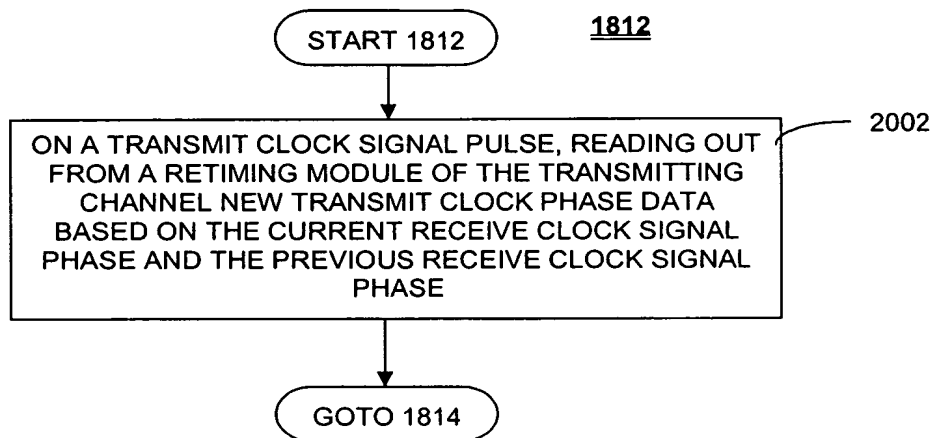 START 1812
1812
2002
ON A TRANSMIT CLOCK SIGNAL PULSE, READING OUT
FROM A RETIMING MODULE OF THE TRANSMITTING
CHANNEL NEW TRANSMIT CLOCK PHASE DATA
BASED ON THE CURRENT RECEIVE CLOCK SIGNAL
PHASE AND THE PREVIOUS RECEIVE CLOCK SIGNAL
PHASE
GOTO 1814